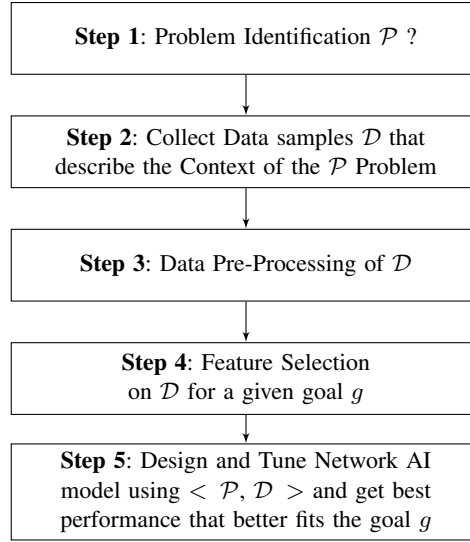 Step 1: Problem Identification 𝒫 ?
Step 2: Collect Data samples 𝒟 that
describe the Context of the 𝒫 Problem
Step 3: Data Pre-Processing of 𝒟
Step 4: Feature Selection
on 𝒟 for a given goal g
Step 5: Design and Tune Network AI
model using < 𝒫, 𝒟 > and get best
performance that better fits the goal g